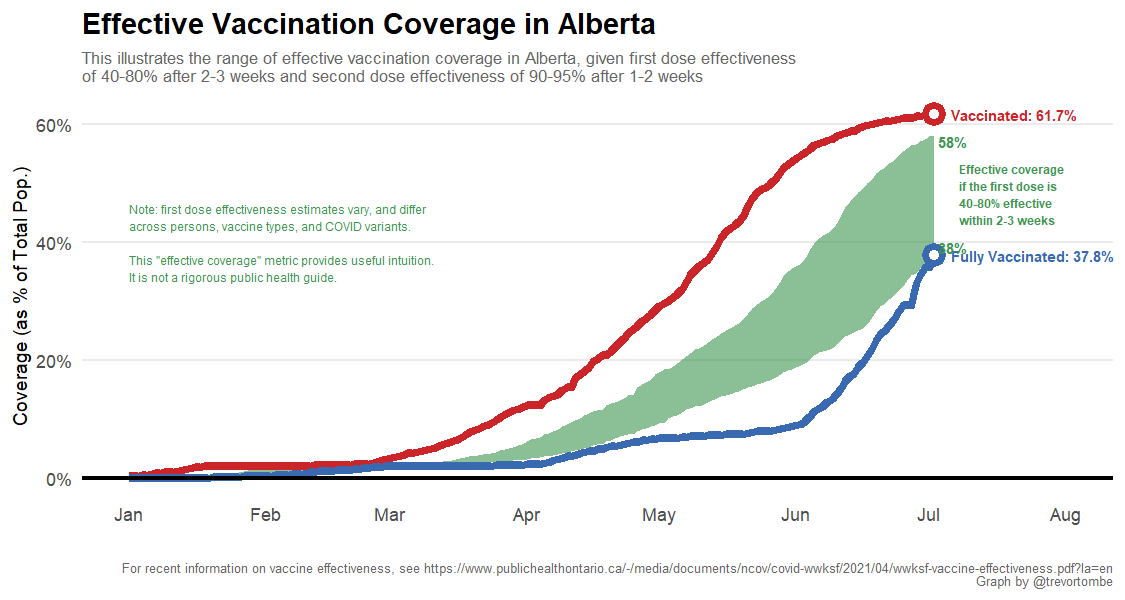 Effective Vaccination Coverage in Alberta
This illustrates the range of effective vaccination coverage in Alberta, given first dose effectiveness
of 40-80% after 2-3 weeks and second dose effectiveness of 90-95% after 1-2 weeks
Coverage (as % of Total Pop.)
60%
40%
20%
0%
Vaccinated: 61.7%
58%
Effective coverage
if the first dose is
40-80% effective
within 2-3 weeks
38%
Fully Vaccinated: 37.8%
Note: first dose effectiveness estimates vary, and differ
across persons, vaccine types, and COVID variants.
This "effective coverage" metric provides useful intuition.
It is not a rigorous public health guide.
Jan Feb Mar Apr May Jun Jul Aug
For recent information on vaccine effectiveness, see https://www.publichealthontario.ca/-/media/documents/ncov/covid-wwksf/2021/04/wwksf-vaccine-effectiveness.pdf?la=en
Graph by @trevortombe